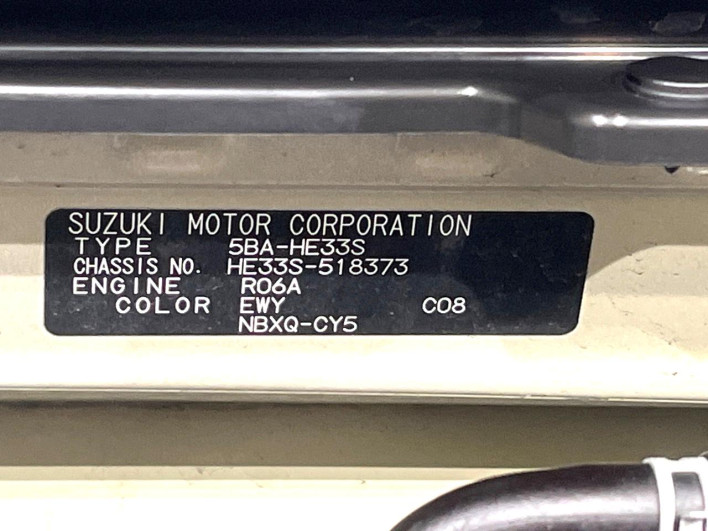 SUZUKI MOTOR CORPORATION
TYPE 5BA-HE33S
CHASSIS NO. HE33S-518373
ENGINE R06A
COLOR EWY C08
NBXQ-CY5